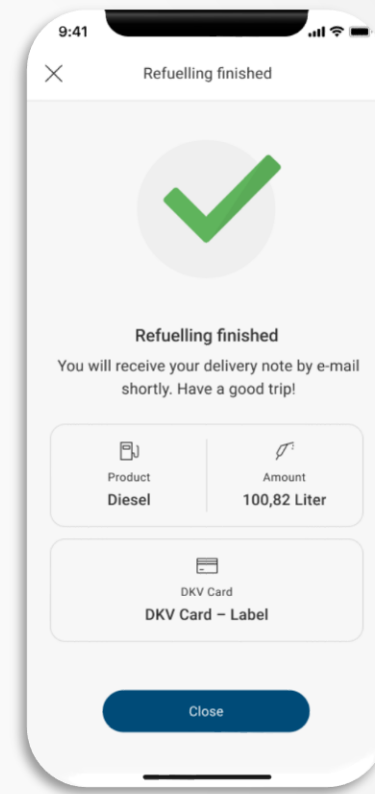 9:41
Refuelling finished
Refuelling finished
You will receive your delivery note by e-mail
shortly. Have a good trip!
Product
Diesel
Amount
100,82 Liter
DKV Card
DKV Card – Label
Close